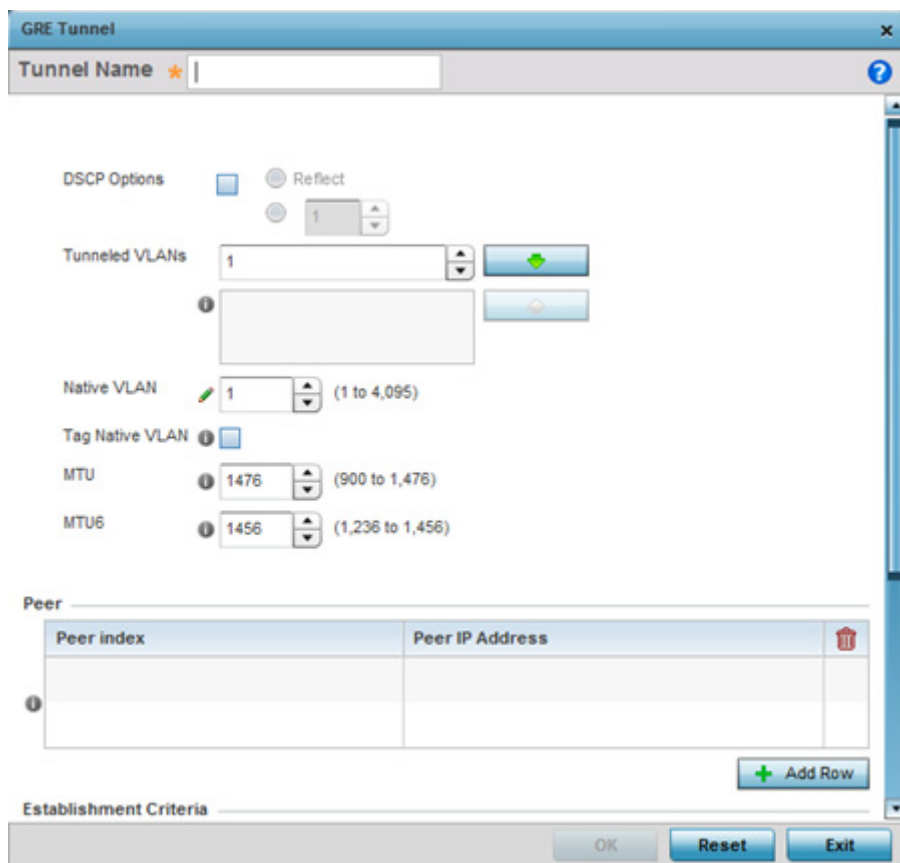 GRE Tunnel
Tunnel Name *
DSCP Options
Reflect
1
Tunneled VLANs
1
Native VLAN
1
(1 to 4,095)
Tag Native VLAN
MTU
1476
(900 to 1,476)
MTU6
1456
(1,236 to 1,456)
Peer
Peer index
Peer IP Address
Add Row
Establishment Criteria
OK
Reset
Exit